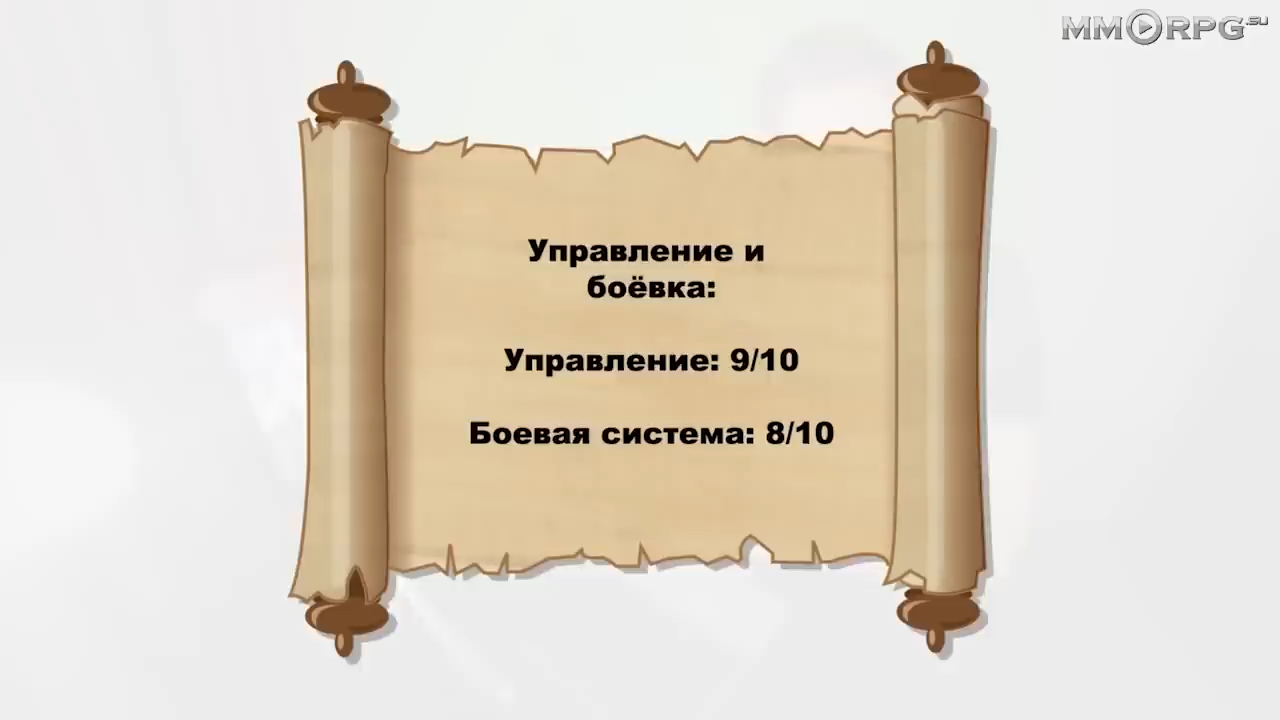 MMORPG.SU
Управление и
боёвка:
Управление: 9/10
Боевая система: 8/10